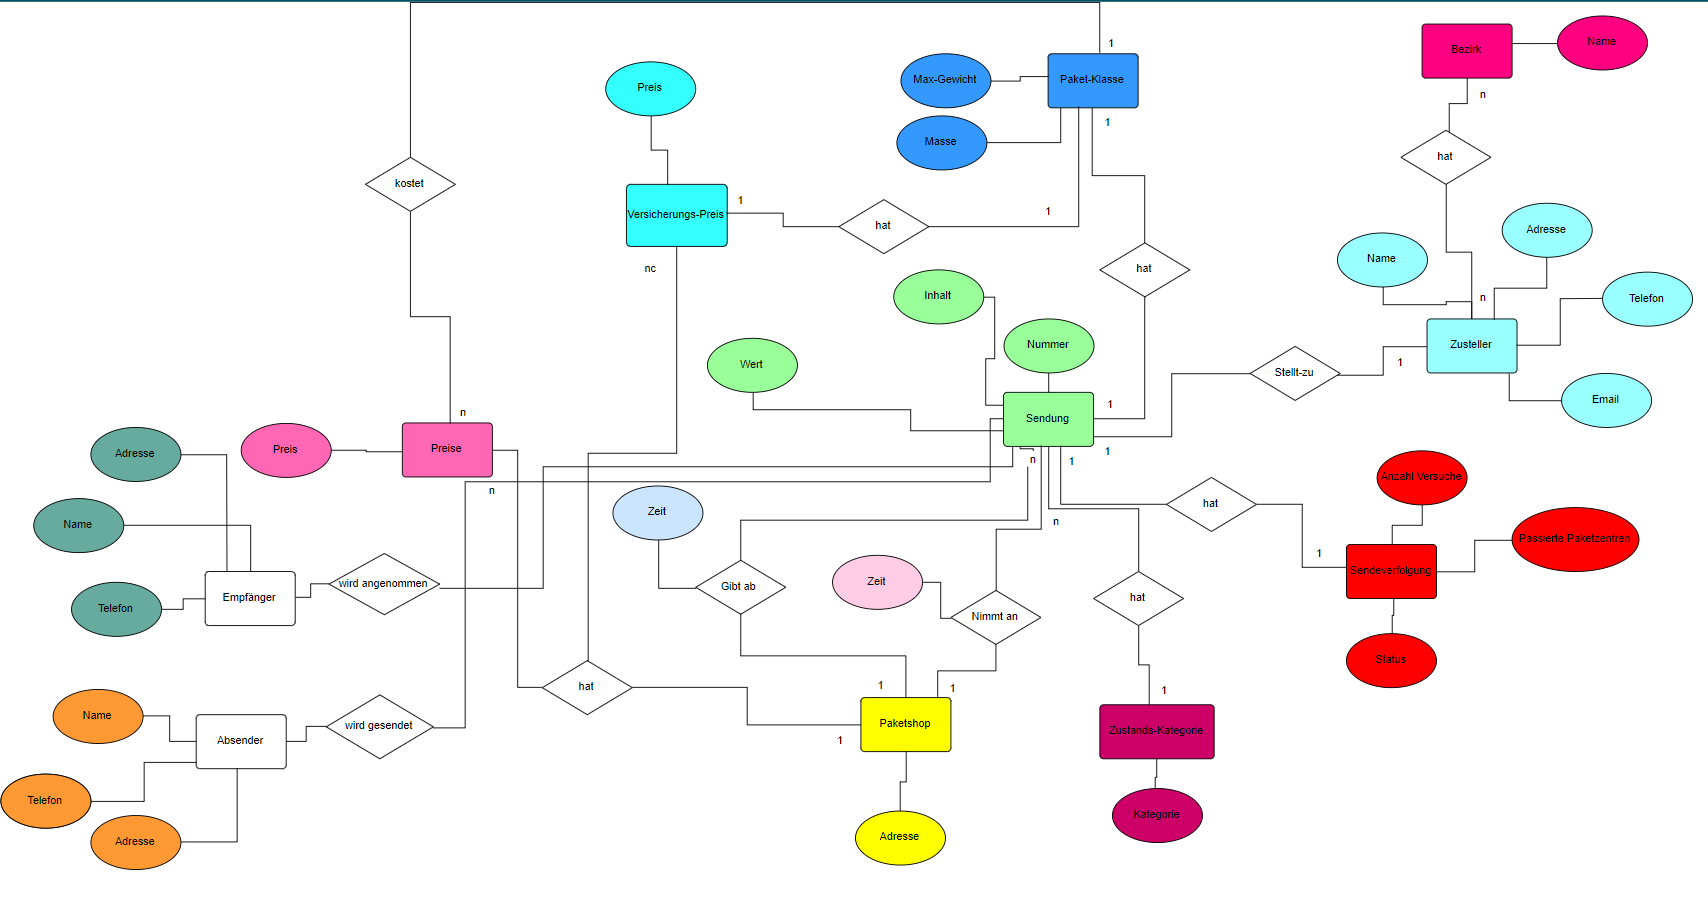 1
Bezirk
Name
Max-Gewicht
Paket-Klasse
Preis
n
1
Masse
hat
kostet
1
1
Versicherungs-Preis
hat
Adresse
Name
hat
nc
Inhalt
n
Telefon
Nummer
Zusteller
Wert
1
Stellt-zu
Email
1
n
Sendung
Preise
Preis
Adresse
1
n
1
Anzahl Versuche
n
Zeit
hat
Name
n
Passierte Paketzentren
1
Sendeverfolgung
Zeit
wird angenommen
Gibt ab
Empfänger
hat
Telefon
Nimmt an
Status
hat
1
1
1
Name
Paketshop
wird gesendet
Zustands-Kategorie
Absender
1
Telefon
Kategorie
Adresse
Adresse